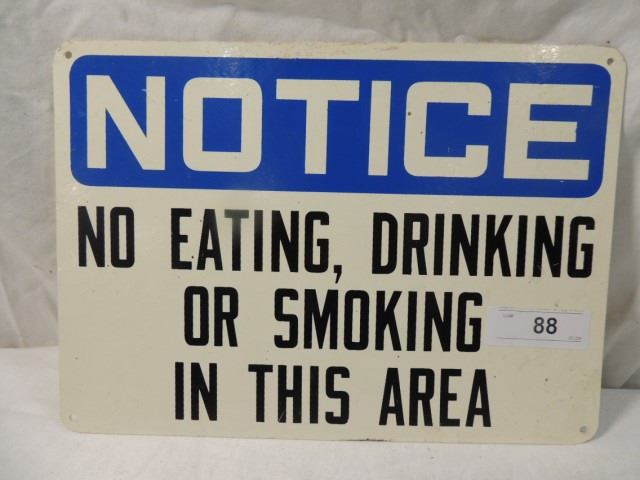 NOTICE
NO EATING, DRINKING
OR SMOKING
88
IN THIS AREA